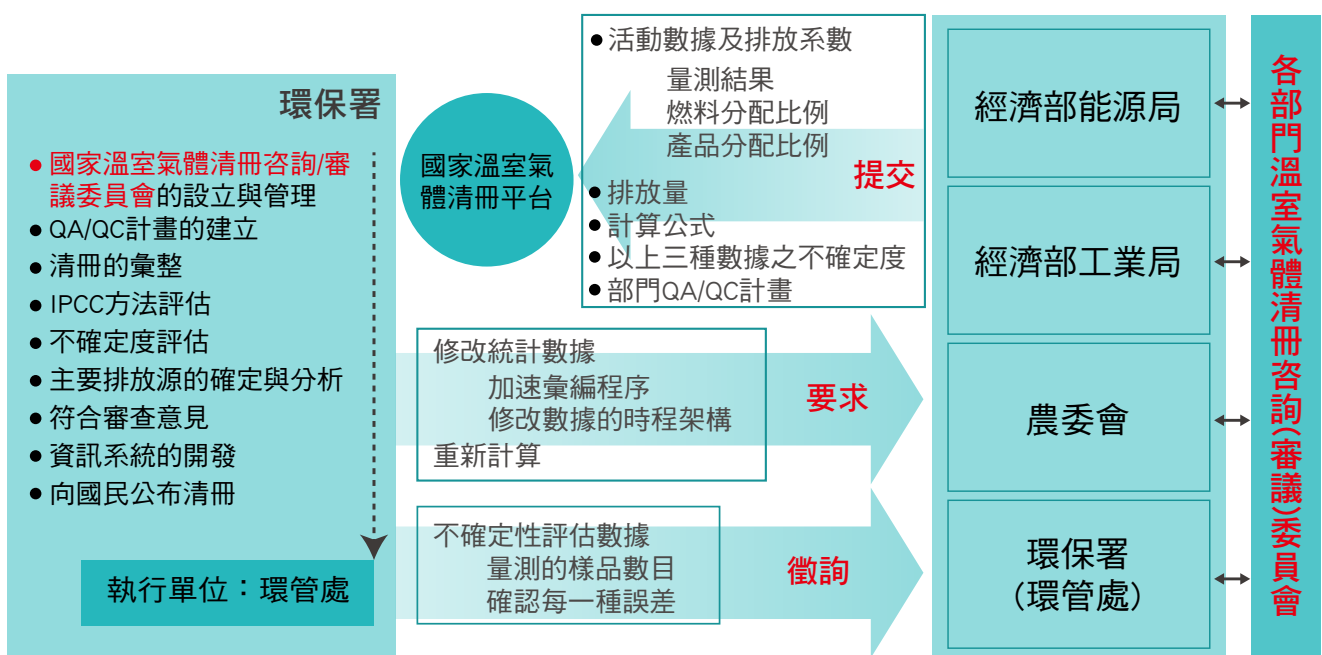 環保署
● 國家溫室氣體清冊咨詢/審
議委員會的設立與管理
● QA/QC計畫的建立
● 清冊的彙整
● IPCC方法評估
● 不確定度評估
● 主要排放源的確定與分析
● 符合審查意見
● 資訊系統的開發
● 向國民公布清冊
執行單位：環管處
國家溫室氣
體清冊平台
● 活動數據及排放系數
量測結果
燃料分配比例
產品分配比例
提交
● 排放量
● 計算公式
● 以上三種數據之不確定度
● 部門QA/QC計畫
修改統計數據
加速彙編程序
修改數據的時程架構
重新計算
要求
不確定性評估數據
量測的樣品數目
確認每一種誤差
徵詢
經濟部能源局
經濟部工業局
農委會
環保署
（環管處）
各部門溫室氣體清冊咨詢（審議）委員會